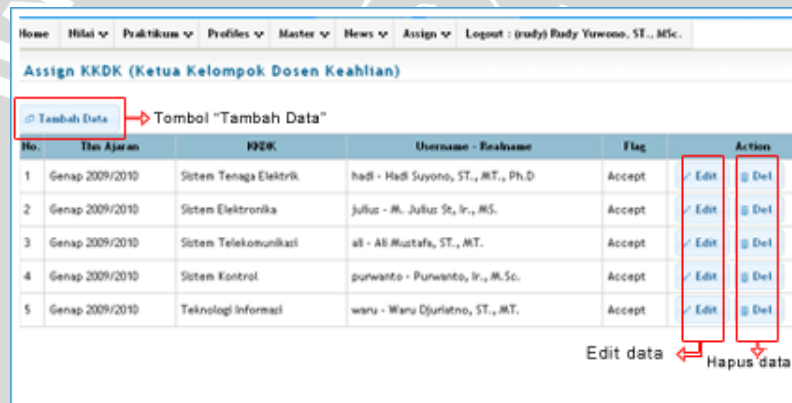 Home Nilai Praktikum Profiles Master News Assign Logout : (rudy) Rudy Yuwono, ST., MSc.
Assign KKDK (Ketua Kelompok Dosen Keahlian)
Tambah Data Tombol "Tambah Data"
No. Thn Ajaran KKDK Username - Realname Flag Action
1 Genap 2009/2010 Sistem Tenaga Elektrik hadi - Hadi Suyono, ST., MT., Ph.D Accept Edit Del
2 Genap 2009/2010 Sistem Elektronika julius - M. Julius St, Ir., MS. Accept Edit Del
3 Genap 2009/2010 Sistem Telekomunikasi ali - Ali Mustafa, ST., MT. Accept Edit Del
4 Genap 2009/2010 Sistem Kontrol purwanto - Purwanto, Ir., M.Sc. Accept Edit Del
5 Genap 2009/2010 Teknologi Informasi waru - Waru Djuriatno, ST., MT. Accept Edit Del
Edit data Hapus data